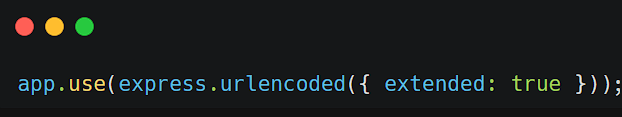 app.use(express.urlencoded({ extended: true }));